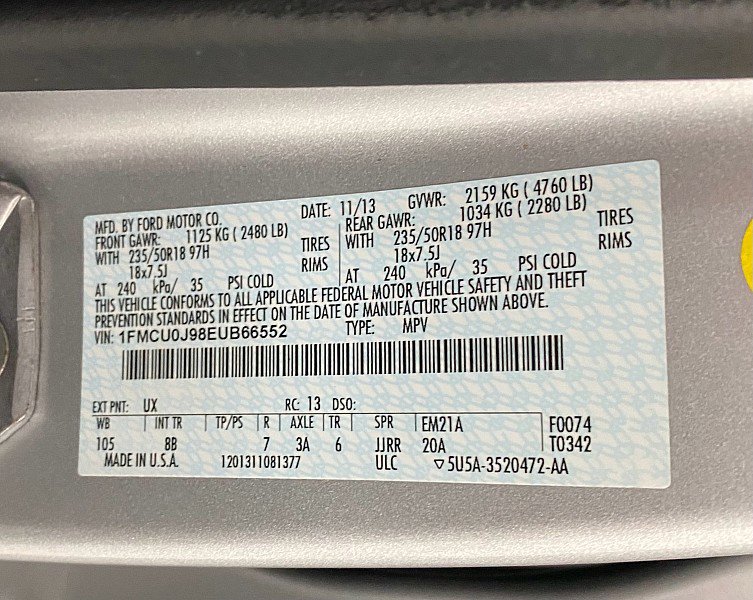 MFD. BY FORD MOTOR CO. DATE: 11/13 GVWR: 2159 KG ( 4760 LB)
FRONT GAWR: 1125 KG ( 2480 LB) REAR GAWR: 1034 KG ( 2280 LB)
WITH 235/50R18 97H TIRES WITH 235/50R18 97H TIRES
18x7.5J RIMS 18x7.5J RIMS
AT 240 kPa/ 35 PSI COLD AT 240 kPa/ 35 PSI COLD
THIS VEHICLE CONFORMS TO ALL APPLICABLE FEDERAL MOTOR VEHICLE SAFETY AND THEFT
PREVENTION STANDARDS IN EFFECT ON THE DATE OF MANUFACTURE SHOWN ABOVE.
VIN: 1FMCU0J98EUB66552 TYPE: MPV
EXT PNT: UX RC: 13 DSO:
WB INT TR TP/PS R AXLE TR SPR EM21A F0074
105 8B 7 3A 6 JJRR 20A T0342
MADE IN U.S.A. 1201311081377 ULC ▽5U5A-3520472-AA